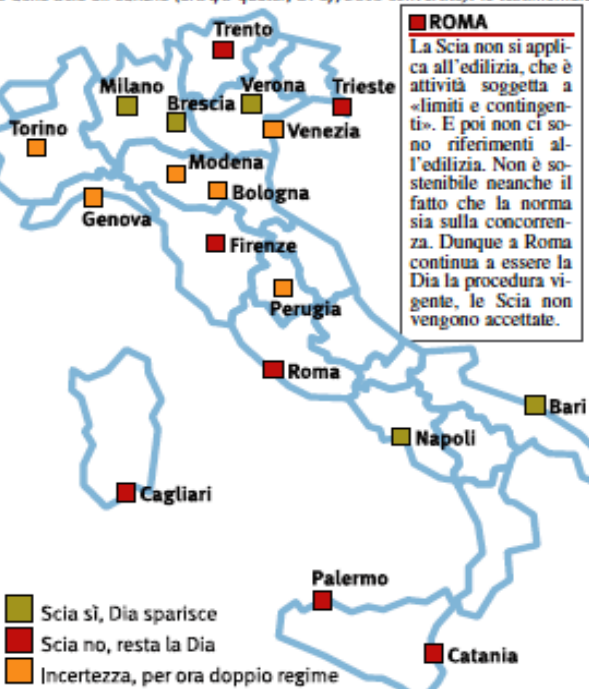 ROMA
La Scia non si appli-
ca all'edilizia, che è
attività soggetta a
«limiti e contingen-
ti». E poi non ci so-
no riferimenti al-
l'edilizia. Non è so-
stenibile neanche il
fatto che la norma
sia sulla concorren-
za. Dunque a Roma
continua a essere la
Dia la procedura vi-
gente, le Scia non
vengono accettate.
Trento
Milano
Verona
Trieste
Brescia
Torino
Venezia
Modena
Bologna
Genova
Firenze
Perugia
Roma
Bari
Napoli
Cagliari
Palermo
Catania
Scia sì, Dia sparisce
Scia no, resta la Dia
Incertezza, per ora doppio regime